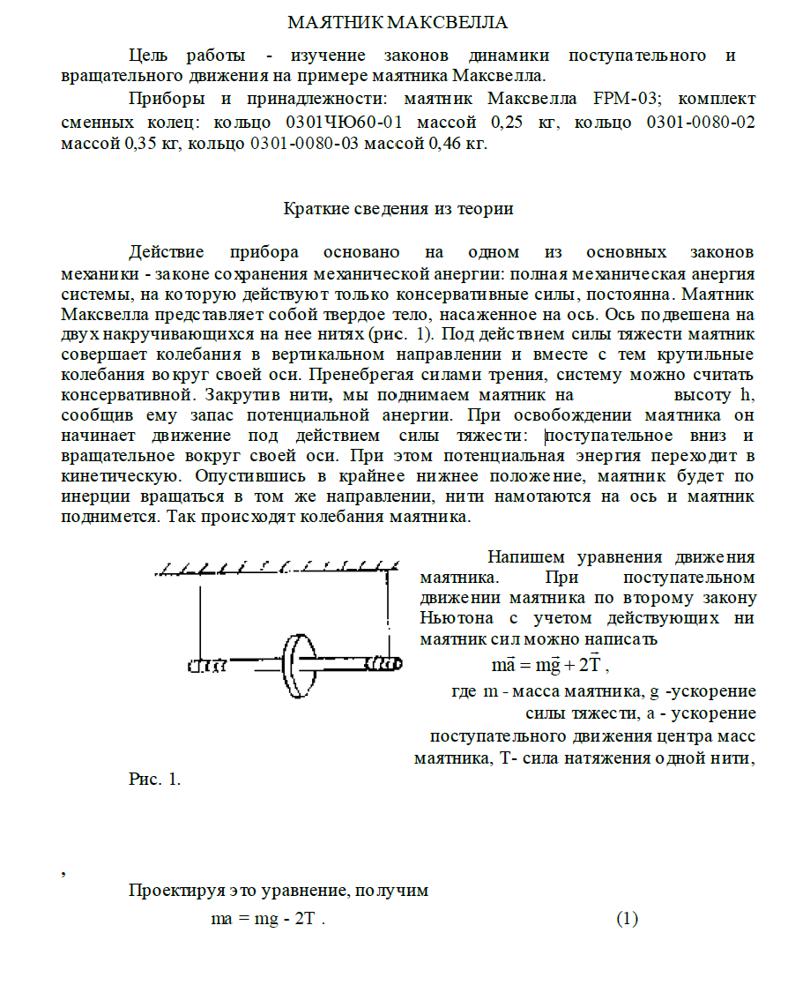 МАЯТНИК МАКСВЕЛЛА
Цель работы - изучение законов динамики поступательного и
вращательного движения на примере маятника Максвелла.
Приборы и принадлежности: маятник Максвелла FPM-03; комплект
сменных колец: кольцо 0301ЧЮ60-01 массой 0,25 кг, кольцо 0301-0080-02
массой 0,35 кг, кольцо 0301-0080-03 массой 0,46 кг.
Краткие сведения из теории
Действие прибора основано на одном из основных законов
механики - законе сохранения механической анергии: полная механическая анергия
системы, на которую действуют только консервативные силы, постоянна. Маятник
Максвелла представляет собой твердое тело, насаженное на ось. Ось подвешена на
двух накручивающихся на нее нитях (рис. 1). Под действием силы тяжести маятник
совершает колебания в вертикальном направлении и вместе с тем крутильные
колебания вокруг своей оси. Пренебрегая силами трения, систему можно считать
консервативной. Закрутив нити, мы поднимаем маятник на высоту h,
сообщив ему запас потенциальной анергии. При освобождении маятника он
начинает движение под действием силы тяжести: поступательное вниз и
вращательное вокруг своей оси. При этом потенциальная энергия переходит в
кинетическую. Опустившись в крайнее нижнее положение, маятник будет по
инерции вращаться в том же направлении, нити намотаются на ось и маятник
поднимется. Так происходят колебания маятника.
Напишем уравнения движения
маятника. При поступательном
движении маятника по второму закону
Ньютона с учетом действующих ни
маятник сил можно написать
ma⃗ = mg⃗ + 2T⃗ ,
где m - масса маятника, g -ускорение
силы тяжести, a - ускорение
поступательного движения центра масс
маятника, T- сила натяжения одной нити,
Рис. 1.
,
Проектируя это уравнение, получим
ma = mg - 2T . (1)